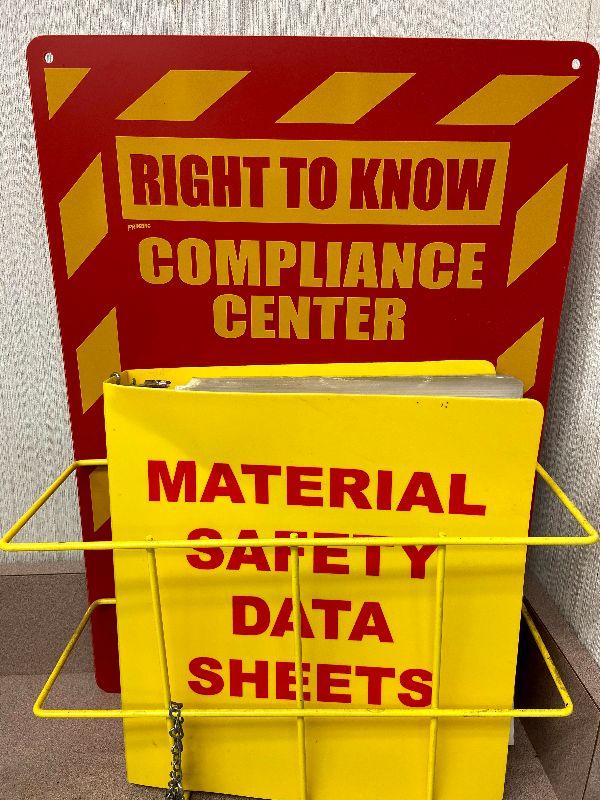 RIGHT TO KNOW
COMPLIANCE
CENTER
MATERIAL
SAFETY
DATA
SHEETS